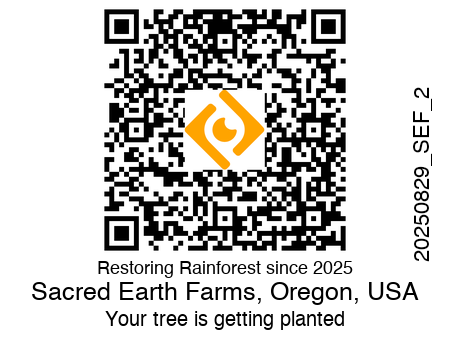 Restoring Rainforest since 2025
Sacred Earth Farms, Oregon, USA
Your tree is getting planted
20250829_SEF_2